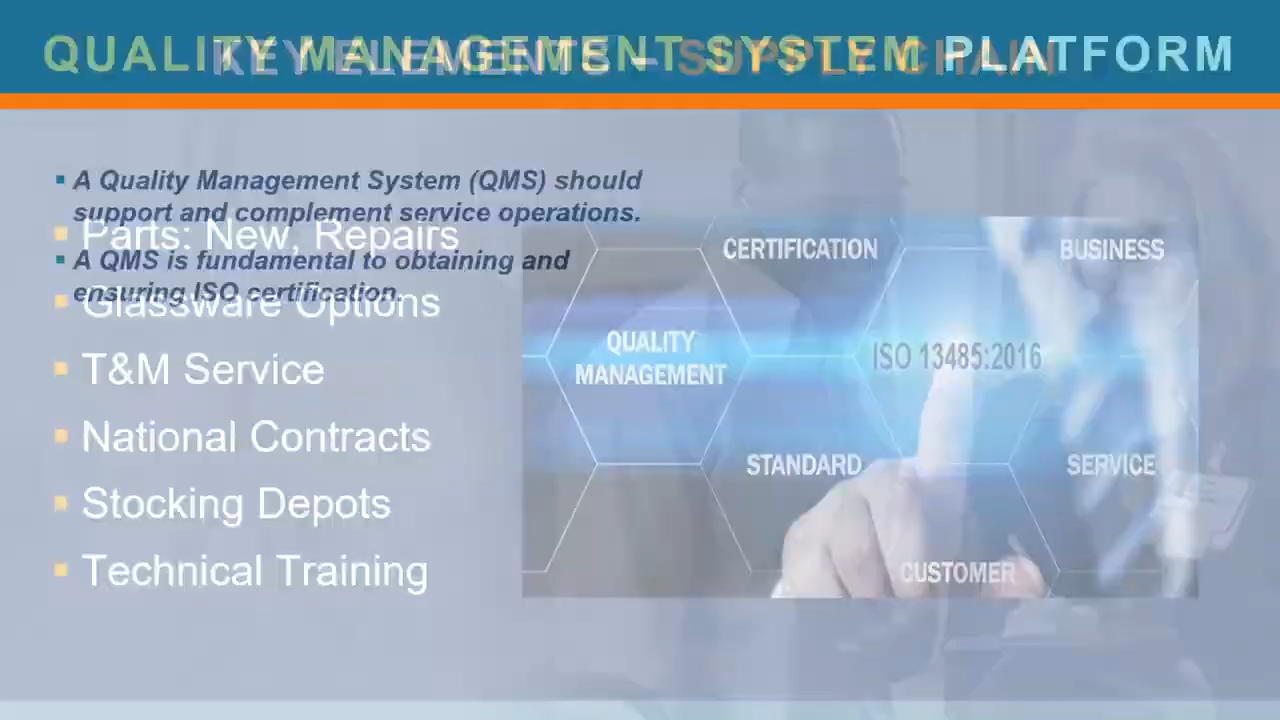 QUALITY MANAGEMENT SYSTEM PLATFORM
KEY ELEMENTS – SUPPLY CHAIN
▪ A Quality Management System (QMS) should
support and complement service operations.
▪ A QMS is fundamental to obtaining and
ensuring ISO certification.
▪ Parts: New, Repairs
▪ Glassware Options
▪ T&M Service
▪ National Contracts
▪ Stocking Depots
▪ Technical Training
CERTIFICATION
BUSINESS
QUALITY
MANAGEMENT
ISO 13485:2016
STANDARD
SERVICE
CUSTOMER